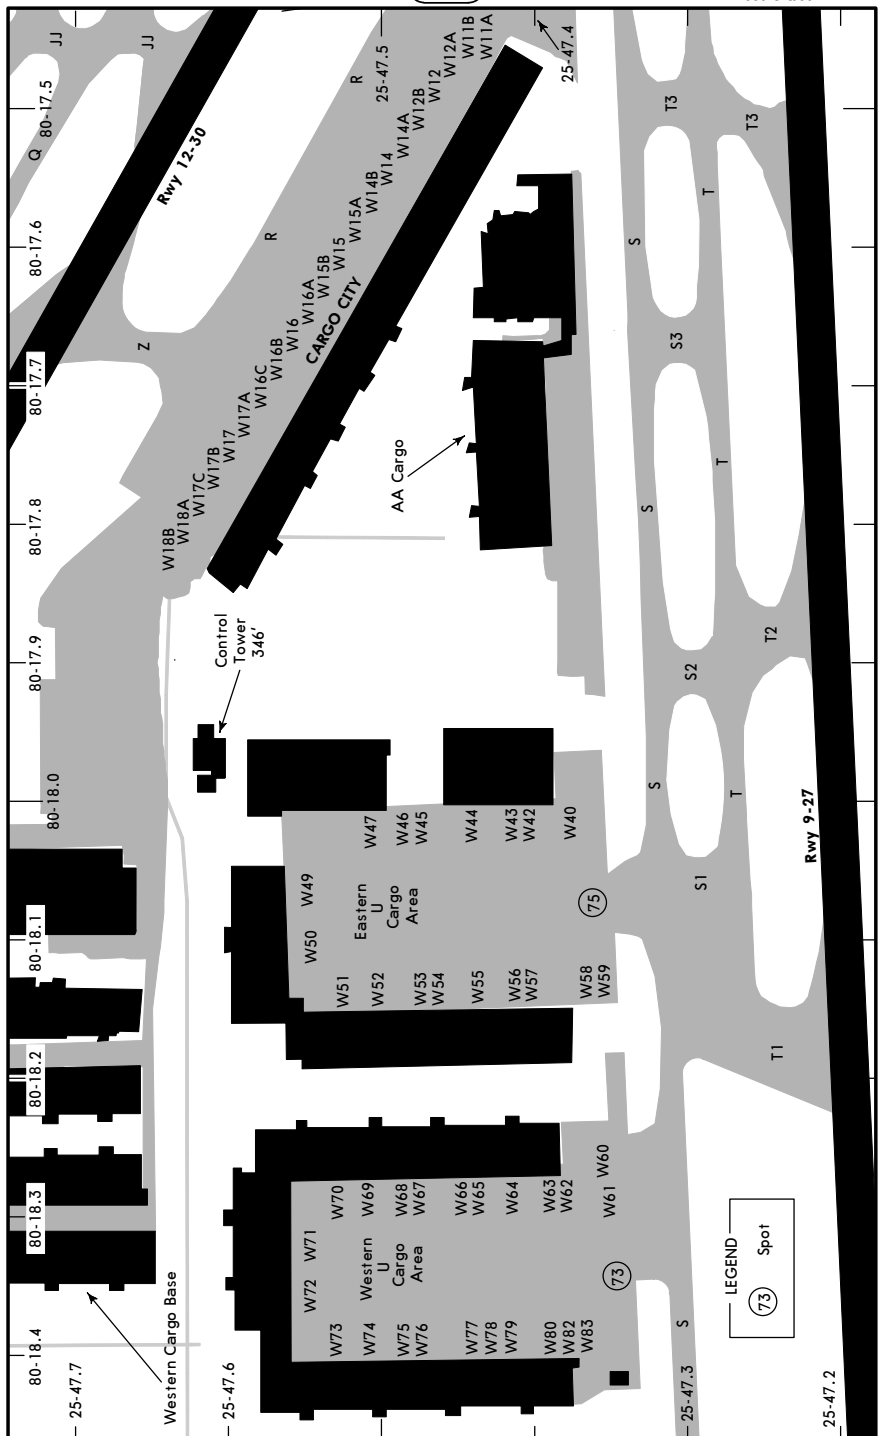 JJ
JJ
Q
80-17.5
R
25-47.5
W11A
W11B
W12A
W12
W12B
W14A
W14
W14B
W15A
W15
W15B
W16A
W16
W16B
W16C
W17A
W17
W17B
W17C
W18A
W18B
25-47.4
T3
T3
Rwy 12-30
80-17.6
R
S
T
CARGO CITY
Z
S3
80-17.7
AA Cargo
T
80-17.8
S
Control
Tower
346'
80-17.9
S2
T2
80-18.0
S
T
Rwy 9-27
W47
W46
W45
W44
W43
W42
W40
W49
W50
Eastern
U
Cargo
Area
75
S1
80-18.1
W51
W52
W53
W54
W55
W56
W57
W58
W59
T1
80-18.2
W60
W61
W70
W69
W68
W67
W66
W65
W64
W63
W62
80-18.3
W71
W72
Western
U
Cargo
Area
73
LEGEND
73
Spot
W73
W74
W75
W76
W77
W78
W79
W80
W82
W83
S
80-18.4
Western Cargo Base
25-47.7
25-47.6
25-47.3
25-47.2